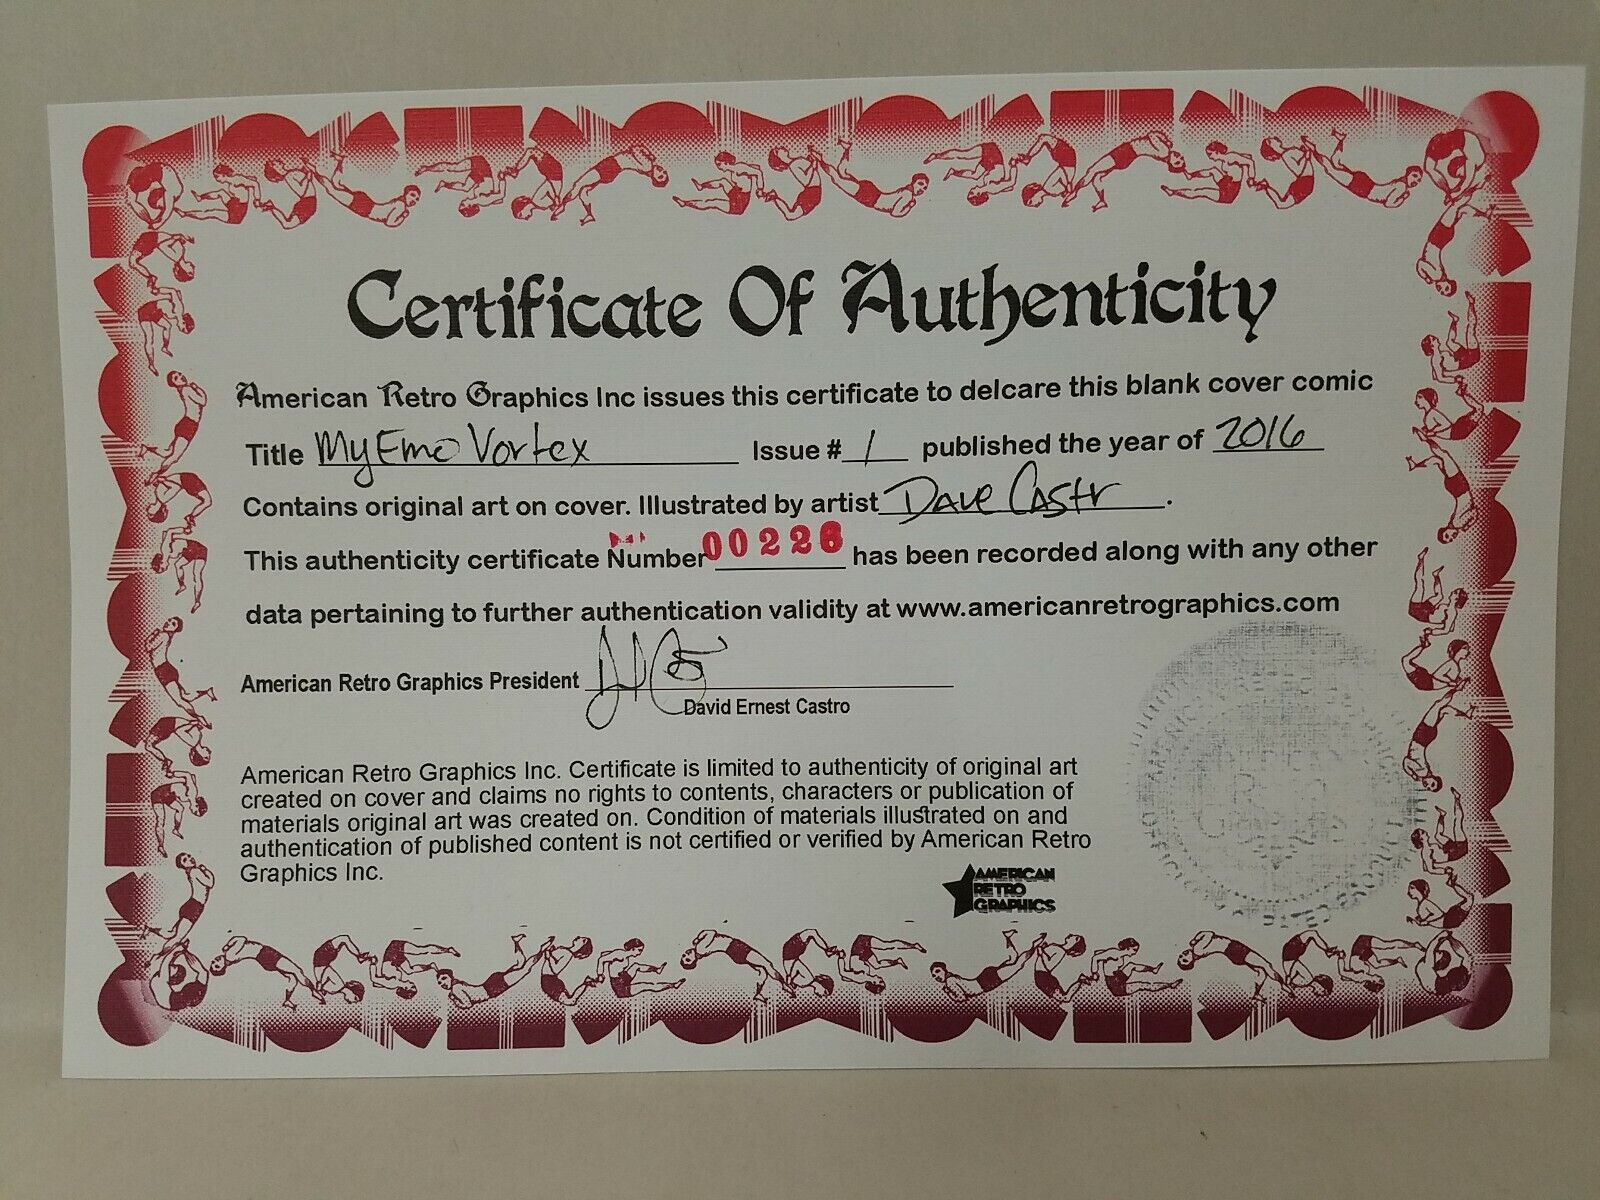 Certificate Of Authenticity
American Retro Graphics Inc issues this certificate to delcare this blank cover comic
Title My Emo Vortex Issue # 1 published the year of 2016
Contains original art on cover. Illustrated by artist Dave Castr.
This authenticity certificate Number 00226 has been recorded along with any other
data pertaining to further authentication validity at www.americanretrographics.com
American Retro Graphics President
David Ernest Castro
American Retro Graphics Inc. Certificate is limited to authenticity of original art
created on cover and claims no rights to contents, characters or publication of
materials original art was created on. Condition of materials illustrated on and
authentication of published content is not certified or verified by American Retro
Graphics Inc.
AMERICAN
RETRO
GRAPHICS